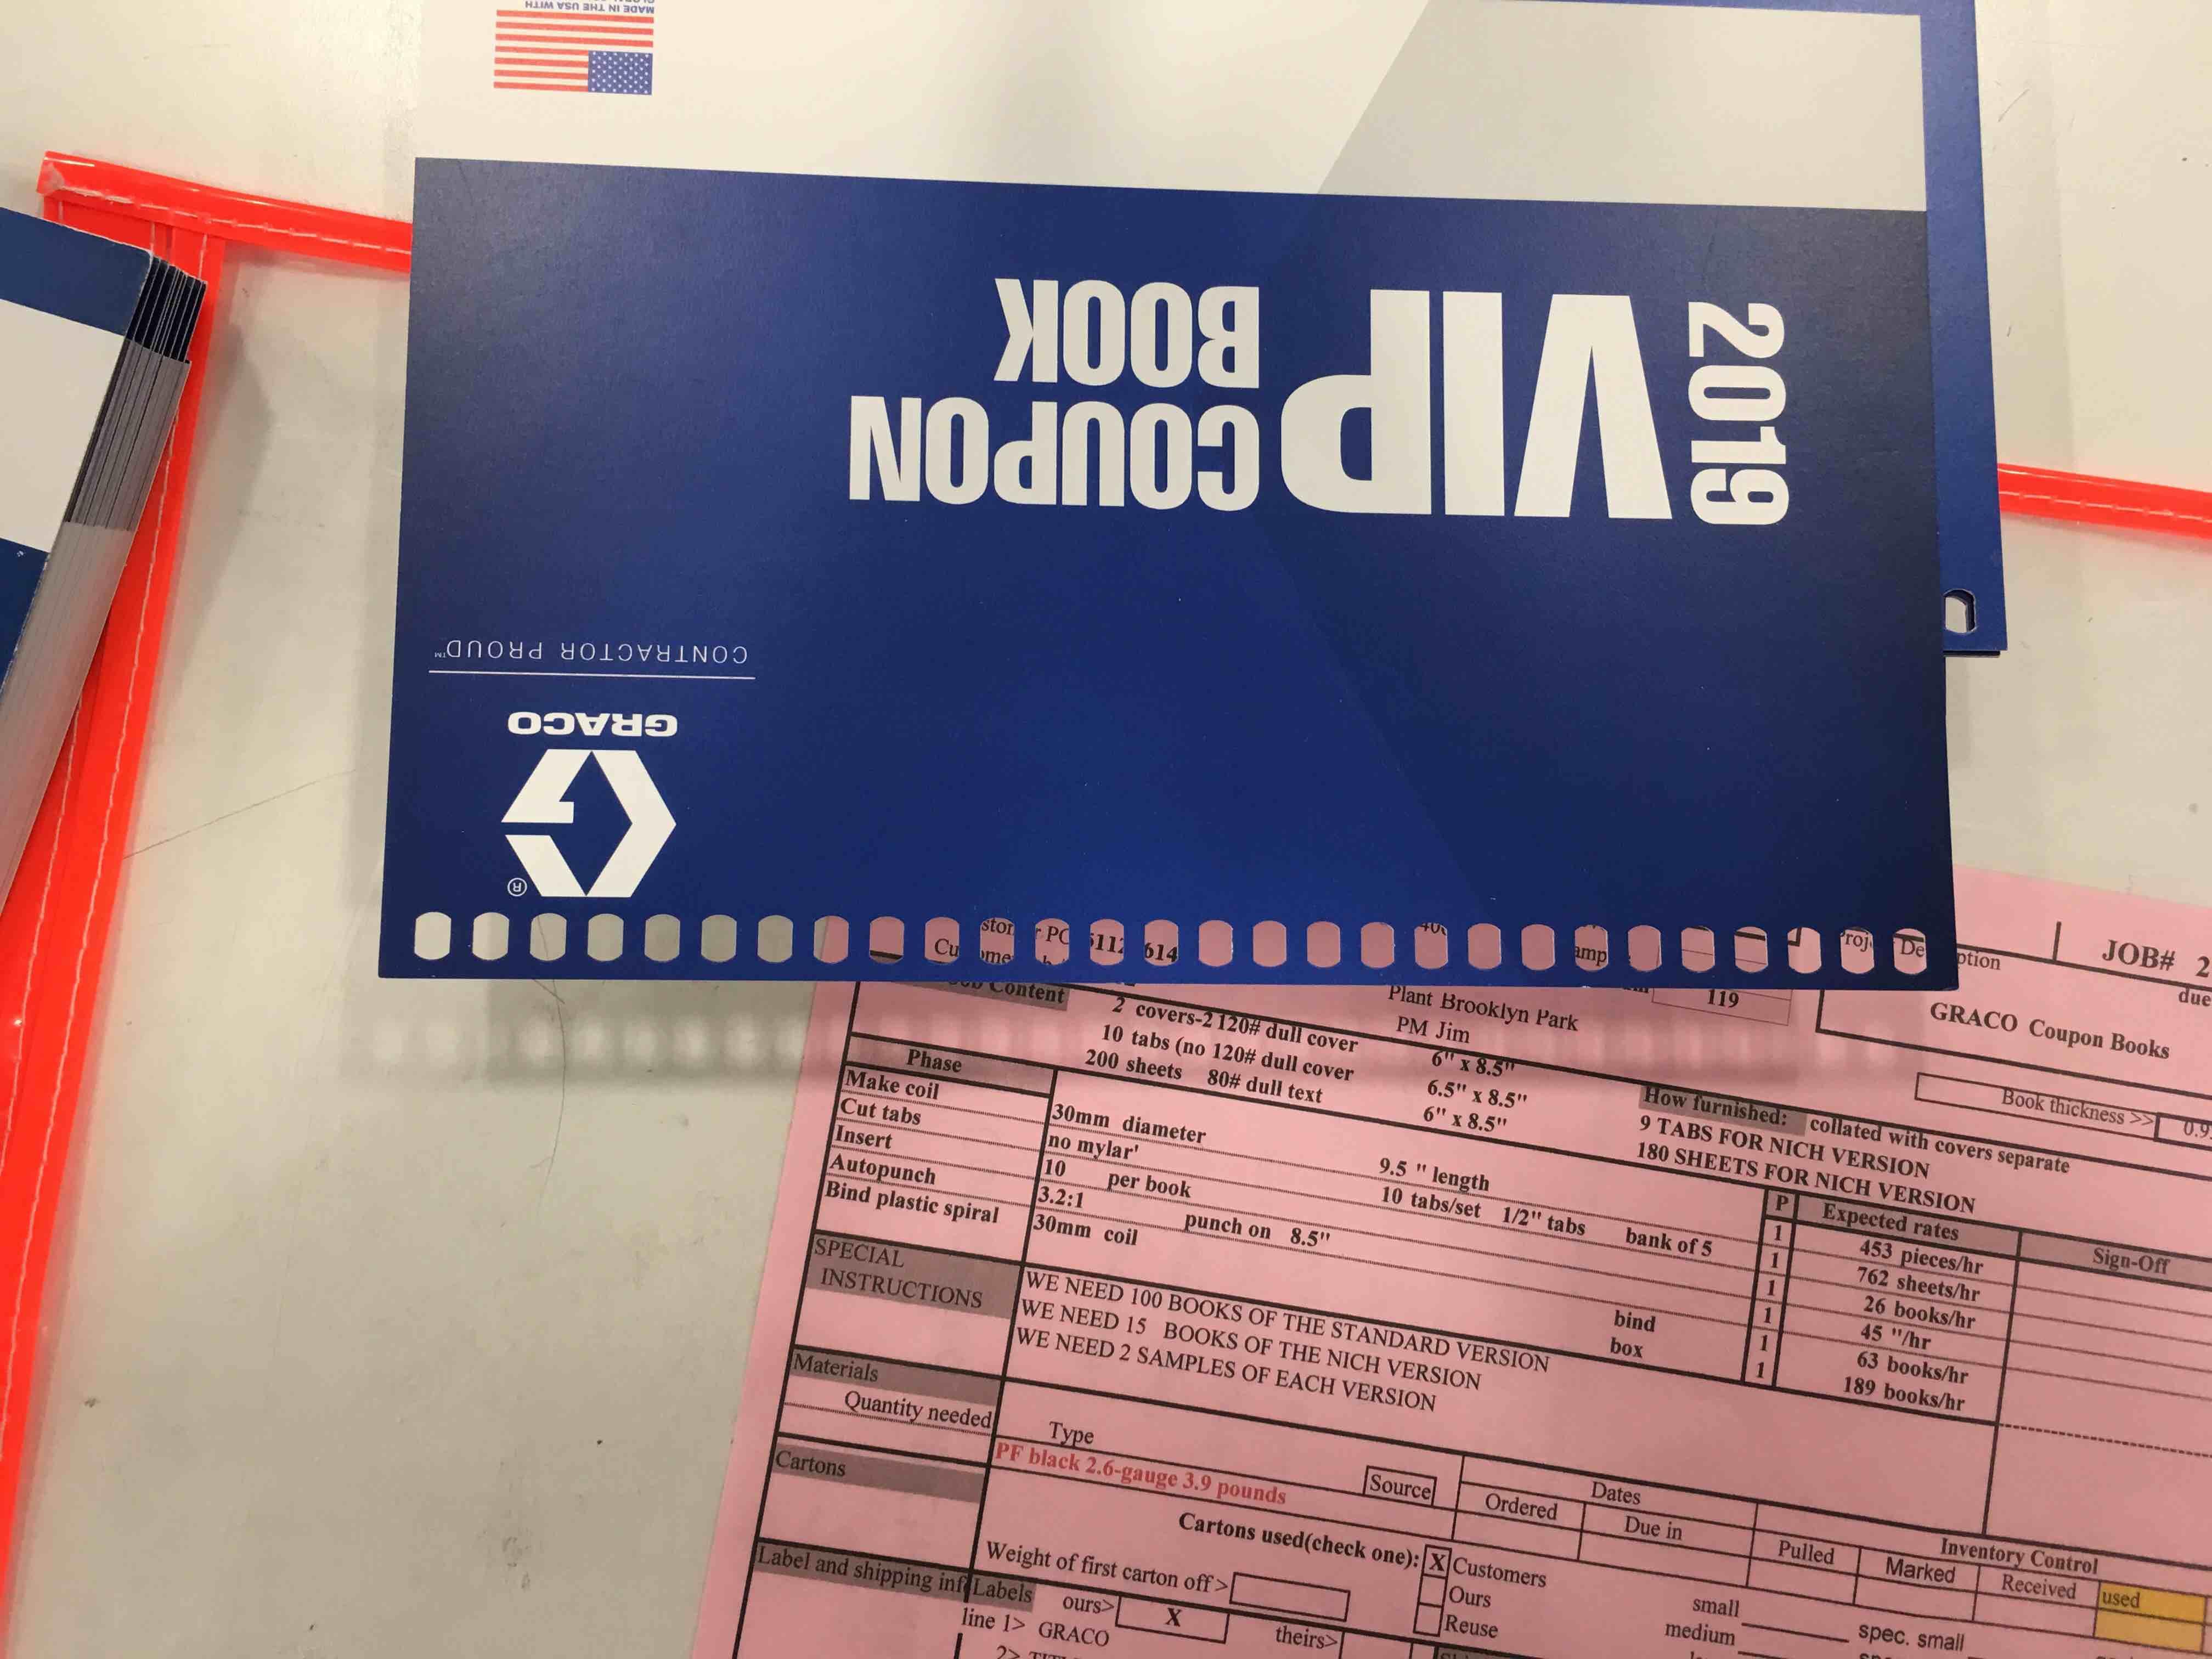 MADE IN THE USA WITH
2019
VIP
COUPON
BOOK
CONTRACTOR PROUD™
GRACO
®
JOB# 2
due
GRACO Coupon Books
Book thickness >> 0.9
Plant Brooklyn Park
119
PM Jim
Content
2 covers-2 120# dull cover 6" x 8.5"
10 tabs (no 120# dull cover 6.5" x 8.5"
200 sheets 80# dull text 6" x 8.5"
How furnished: collated with covers separate
9 TABS FOR NICH VERSION
180 SHEETS FOR NICH VERSION
Phase P Expected rates Sign-Off
Make coil 30mm diameter 9.5 " length 1 453 pieces/hr
Cut tabs no mylar' 10 tabs/set 1/2" tabs bank of 5 1 762 sheets/hr
Insert 10 per book 1 26 books/hr
Autopunch 3.2:1 punch on 8.5" 1 45 "/hr
Bind plastic spiral 30mm coil bind 1 63 books/hr
box 1 189 books/hr
SPECIAL
INSTRUCTIONS
WE NEED 100 BOOKS OF THE STANDARD VERSION
WE NEED 15 BOOKS OF THE NICH VERSION
WE NEED 2 SAMPLES OF EACH VERSION
Materials
Quantity needed Type Source Dates
PF black 2.6-gauge 3.9 pounds Ordered Due in Pulled Marked
Inventory Control
Received used
Cartons
Cartons used(check one): X Customers
Weight of first carton off> Ours
Reuse
small spec. small
medium
Label and shipping inf Labels ours> X theirs>
line 1> GRACO
2>